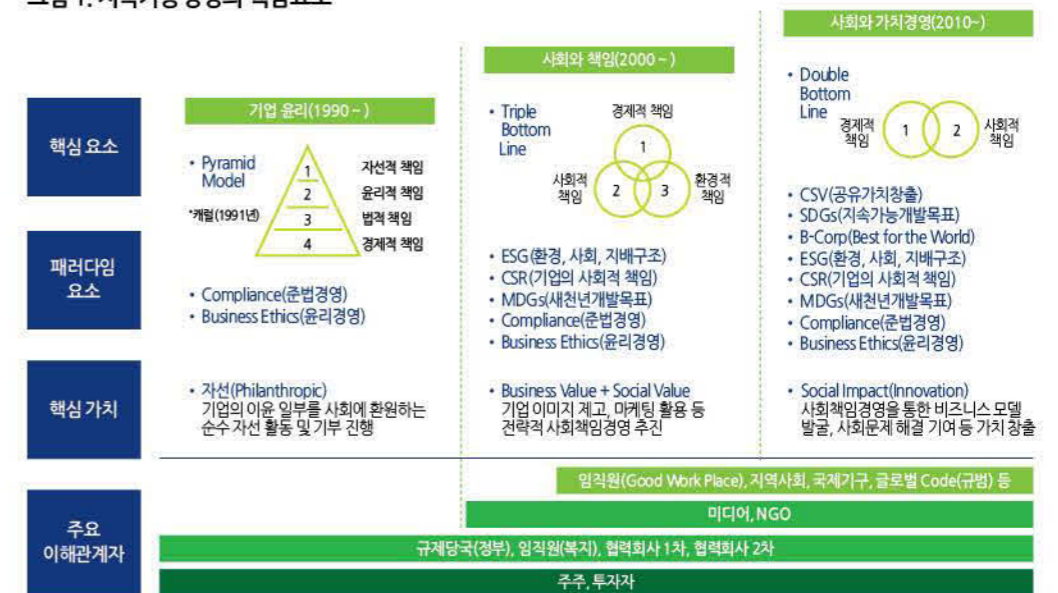 그림 1. 지속가능경영의 핵심요소
사회와 가치경영(2010~)
사회와 책임(2000 ~ )
기업 윤리(1990 ~ )
핵심 요소
• Pyramid
Model
*캐럴(1991년)
1
2
3
4
자선적 책임
윤리적 책임
법적 책임
경제적 책임
• Triple
Bottom
Line
경제적 책임
1
사회적
책임
2
3
환경적
책임
• Double
Bottom
Line
경제적
책임
1
2
사회적
책임
패러다임
요소
• Compliance(준법경영)
• Business Ethics(윤리경영)
• ESG(환경, 사회, 지배구조)
• CSR(기업의 사회적 책임)
• MDGs(새천년개발목표)
• Compliance(준법경영)
• Business Ethics(윤리경영)
• CSV(공유가치창출)
• SDGs(지속가능개발목표)
• B-Corp(Best for the World)
• ESG(환경, 사회, 지배구조)
• CSR(기업의 사회적 책임)
• MDGs(새천년개발목표)
• Compliance(준법경영)
• Business Ethics(윤리경영)
핵심 가치
• 자선(Philanthropic)
기업의 이윤 일부를 사회에 환원하는
순수 자선 활동 및 기부 진행
• Business Value + Social Value
기업 이미지 제고, 마케팅 활용 등
전략적 사회책임경영 추진
• Social Impact(Innovation)
사회책임경영을 통한 비즈니스 모델
발굴, 사회문제 해결 기여 등 가치 창출
주요
이해관계자
임직원(Good Work Place), 지역사회, 국제기구, 글로벌 Code(규범) 등
미디어, NGO
규제당국(정부), 임직원(복지), 협력회사 1차, 협력회사 2차
주주, 투자자